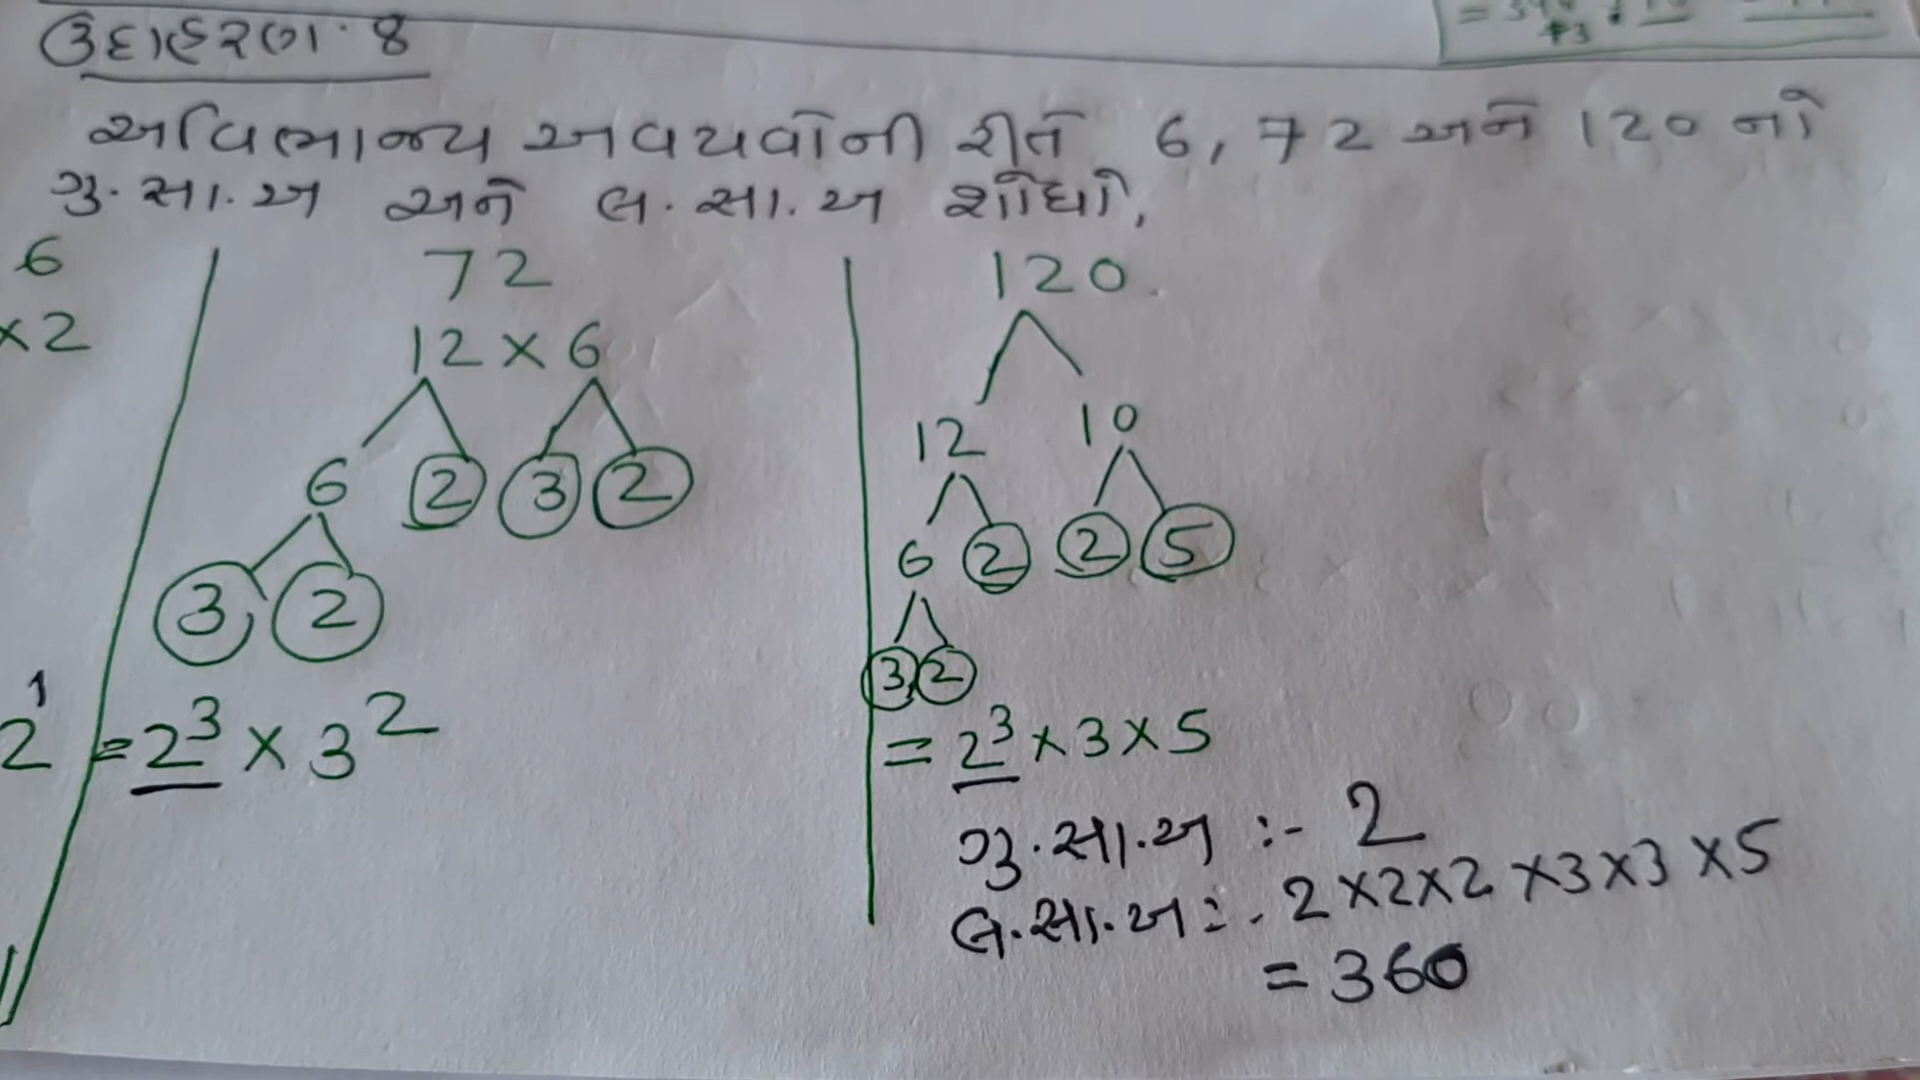 ઉદાહરણ. ૪
અવિભાજ્ય અવયવોની રીતે 6, 72 અને 120 નો
ગુ. સા. અ અને લ. સા. અ શોધો,
6
×2
2¹
72
12 × 6
6 2 3 2
3, 2
= 2³ × 3²
120
12 10
6 2 2 5
3 2
= 2³ × 3 × 5
ગુ. સા. અ :- 2
લ. સા. અ :- 2 × 2 × 2 × 3 × 3 × 5
= 360